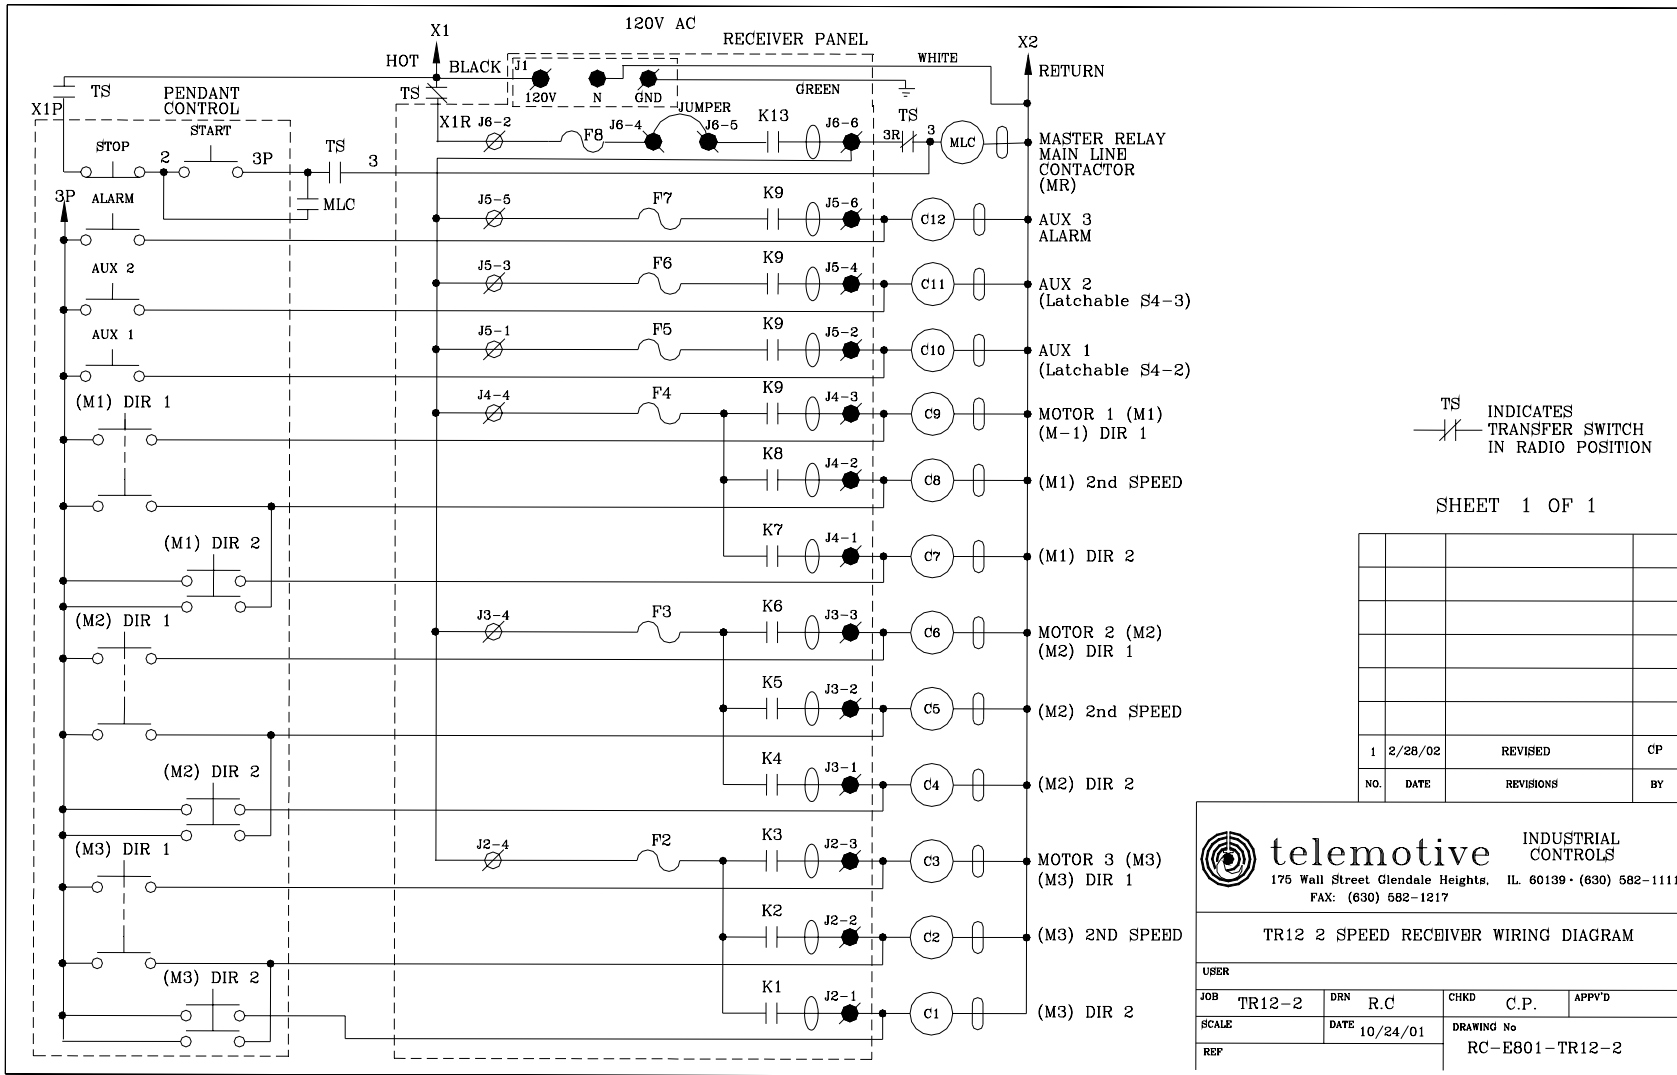 120V AC
X1
HOT
BLACK
RECEIVER PANEL
WHITE
X2
RETURN
J1
120V
N
GND
GREEN
JUMPER
TS
X1P
PENDANT
CONTROL
TS
X1R
J6-2
F8
J6-4
J6-5
K13
J6-6
TS
3R
3
MLC
MASTER RELAY
MAIN LINE
CONTACTOR
(MR)
START
STOP
2
3P
TS
3
MLC
3P
ALARM
J5-5
F7
K9
J5-6
C12
AUX 3
ALARM
AUX 2
J5-3
F6
K9
J5-4
C11
AUX 2
(Latchable S4-3)
AUX 1
J5-1
F5
K9
J5-2
C10
AUX 1
(Latchable S4-2)
(M1) DIR 1
J4-4
F4
K9
J4-3
C9
MOTOR 1 (M1)
(M-1) DIR 1
K8
J4-2
C8
(M1) 2nd SPEED
(M1) DIR 2
K7
J4-1
C7
(M1) DIR 2
(M2) DIR 1
J3-4
F3
K6
J3-3
C6
MOTOR 2 (M2)
(M2) DIR 1
K5
J3-2
C5
(M2) 2nd SPEED
(M2) DIR 2
K4
J3-1
C4
(M2) DIR 2
(M3) DIR 1
J2-4
F2
K3
J2-3
C3
MOTOR 3 (M3)
(M3) DIR 1
K2
J2-2
C2
(M3) 2ND SPEED
(M3) DIR 2
K1
J2-1
C1
(M3) DIR 2
TS
INDICATES
TRANSFER SWITCH
IN RADIO POSITION
SHEET 1 OF 1
1 2/28/02 REVISED CP
NO. DATE REVISIONS BY
telemotive
INDUSTRIAL
CONTROLS
175 Wall Street Glendale Heights, IL. 60139 · (630) 582-1111
FAX: (630) 582-1217
TR12 2 SPEED RECEIVER WIRING DIAGRAM
USER
JOB TR12-2 DRN R.C CHKD C.P. APPV'D
SCALE DATE 10/24/01 DRAWING No
REF RC-E801-TR12-2